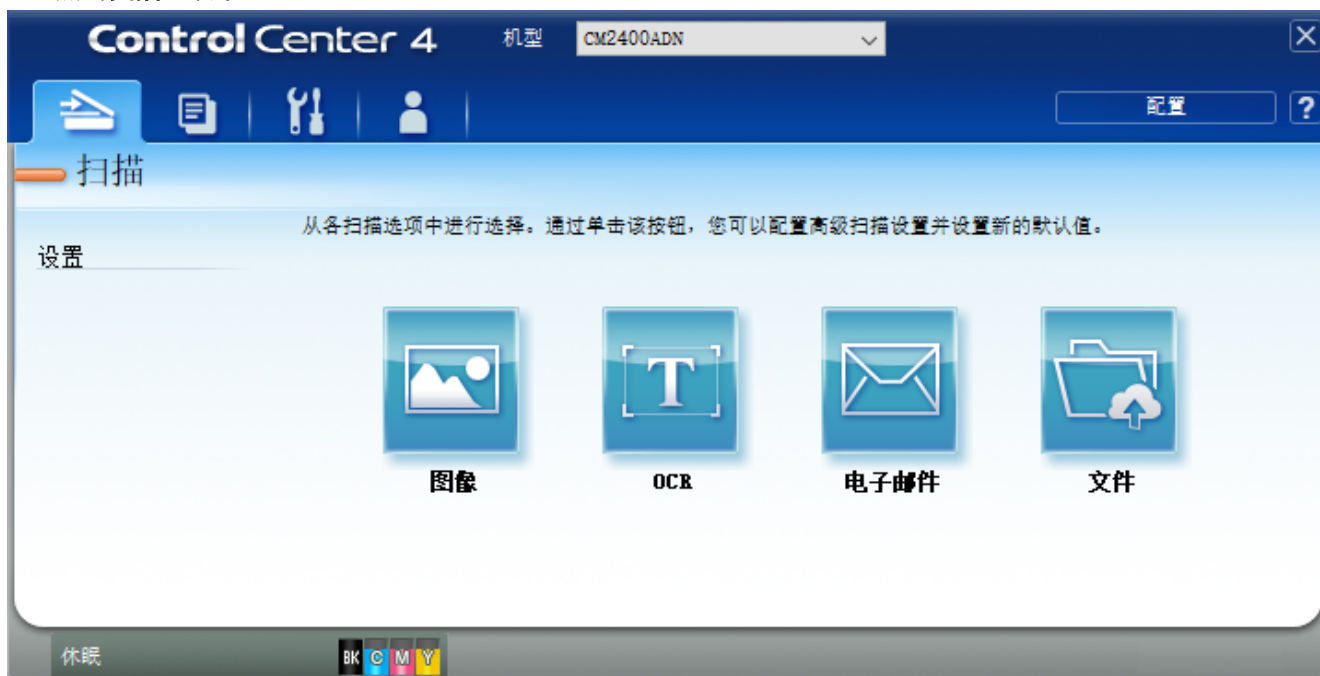 Control Center 4
机型
CM2400ADN
配置
?
扫描
从各扫描选项中进行选择。通过单击该按钮，您可以配置高级扫描设置并设置新的默认值。
设置
T
图像
OCR
电子邮件
文件
休眠
BK C M Y